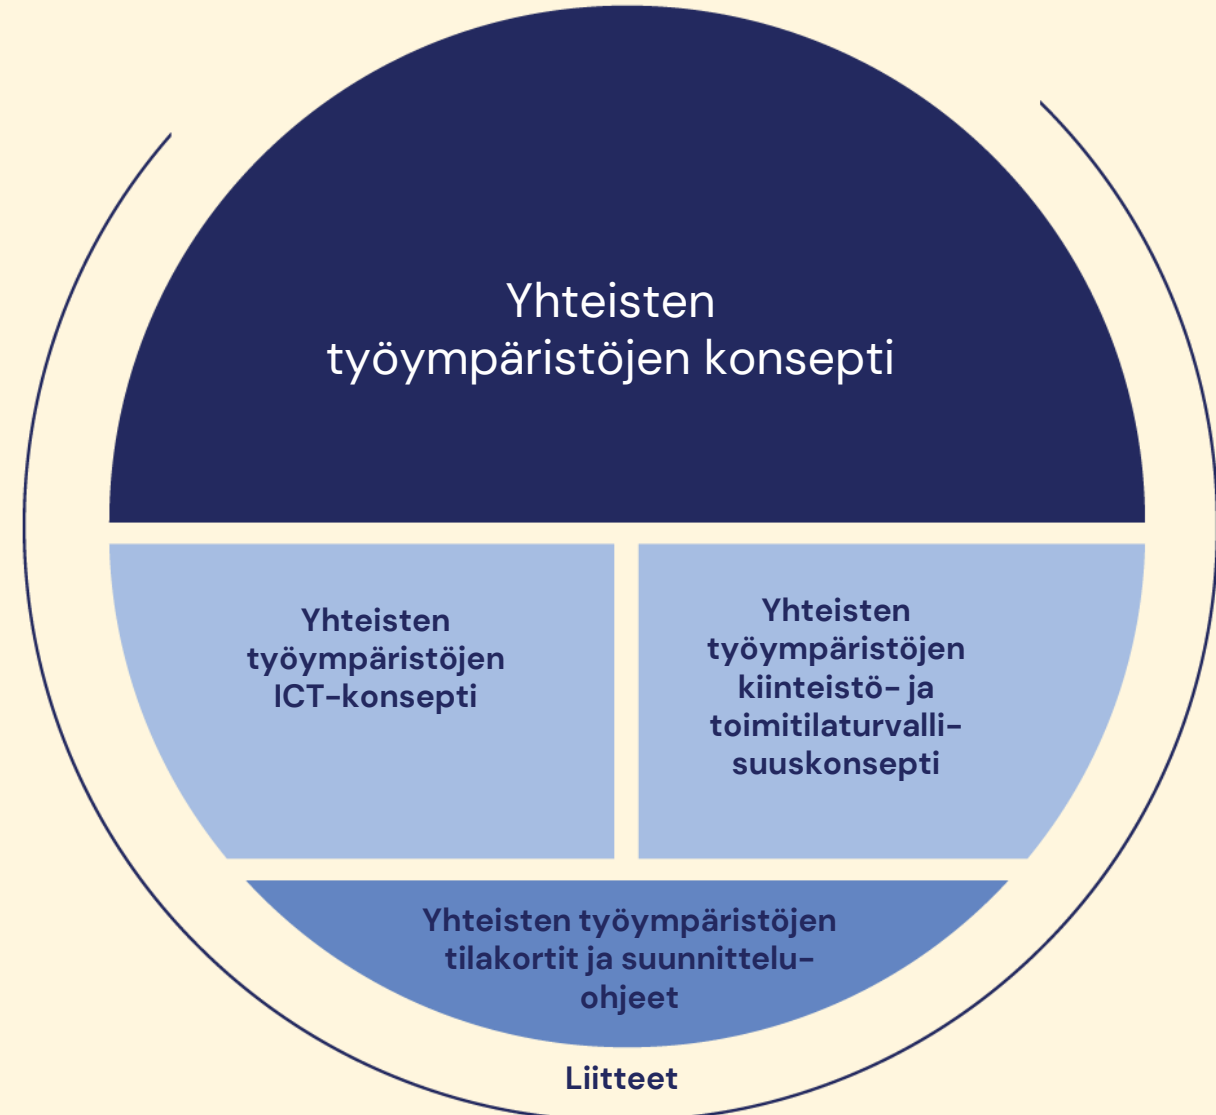 Yhteisten
työympäristöjen konsepti
Yhteisten
työympäristöjen
ICT-konsepti
Yhteisten
työympäristöjen
kiinteistö- ja
toimitilaturvalli-
suuskonsepti
Yhteisten työympäristöjen
tilakortit ja suunnittelu-
ohjeet
Liitteet